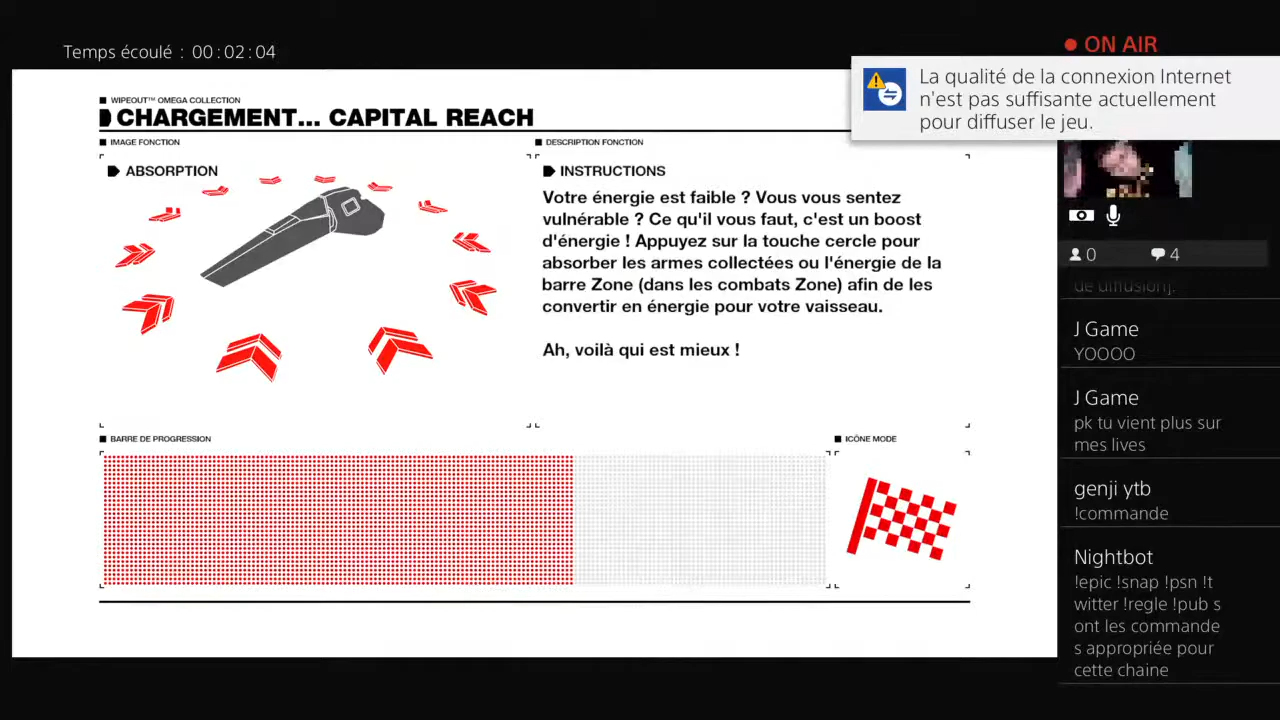 Temps écoulé : 00:02:04
● ON AIR
La qualité de la connexion Internet
n'est pas suffisante actuellement
pour diffuser le jeu.
WIPEOUT™ OMEGA COLLECTION
CHARGEMENT... CAPITAL REACH
IMAGE FONCTION
ABSORPTION
DESCRIPTION FONCTION
INSTRUCTIONS
Votre énergie est faible ? Vous vous sentez
vulnérable ? Ce qu'il vous faut, c'est un boost
d'énergie ! Appuyez sur la touche cercle pour
absorber les armes collectées ou l'énergie de la
barre Zone (dans les combats Zone) afin de les
convertir en énergie pour votre vaisseau.
Ah, voilà qui est mieux !
BARRE DE PROGRESSION
ICÔNE MODE
0
4
de diffusion].
J Game
YOOOO
J Game
pk tu vient plus sur
mes lives
genji ytb
!commande
Nightbot
!epic !snap !psn !t
witter !regle !pub s
ont les commande
s appropriée pour
cette chaine